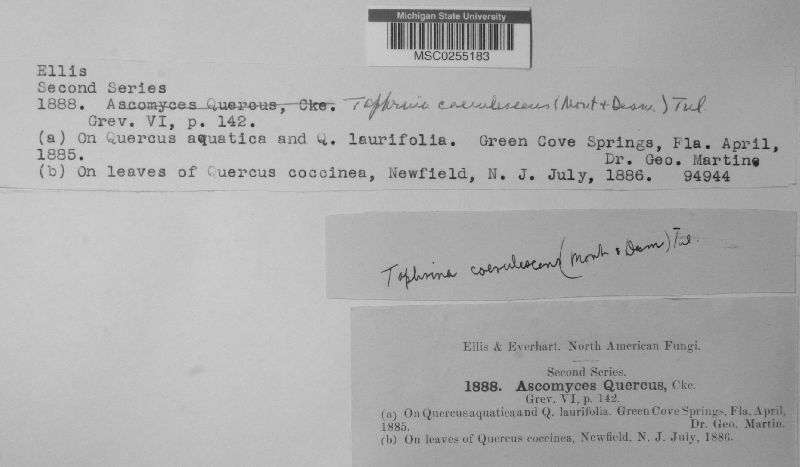 Michigan State University
MSC0255183
Ellis
Second Series
1888. Ascomyces Quercus, Cke. Taphrina caerulescens (Mont + Desm.) Tul.
Grev. VI, p. 142.
(a) On Quercus aquatica and Q. laurifolia. Green Cove Springs, Fla. April,
1885. Dr. Geo. Martin.
(b) On leaves of Quercus coccinea, Newfield, N. J. July, 1886. 94944
Taphrina coerulescens (Mont & Desm) Tul.
Ellis & Everhart. North American Fungi.
Second Series.
1888. Ascomyces Quercus, Cke.
Grev. VI, p. 142.
(a) On Quercus aquatica and Q. laurifolia. Green Cove Springs, Fla. April,
1885. Dr. Geo. Martin.
(b) On leaves of Quercus coccinea, Newfield, N. J. July, 1886.